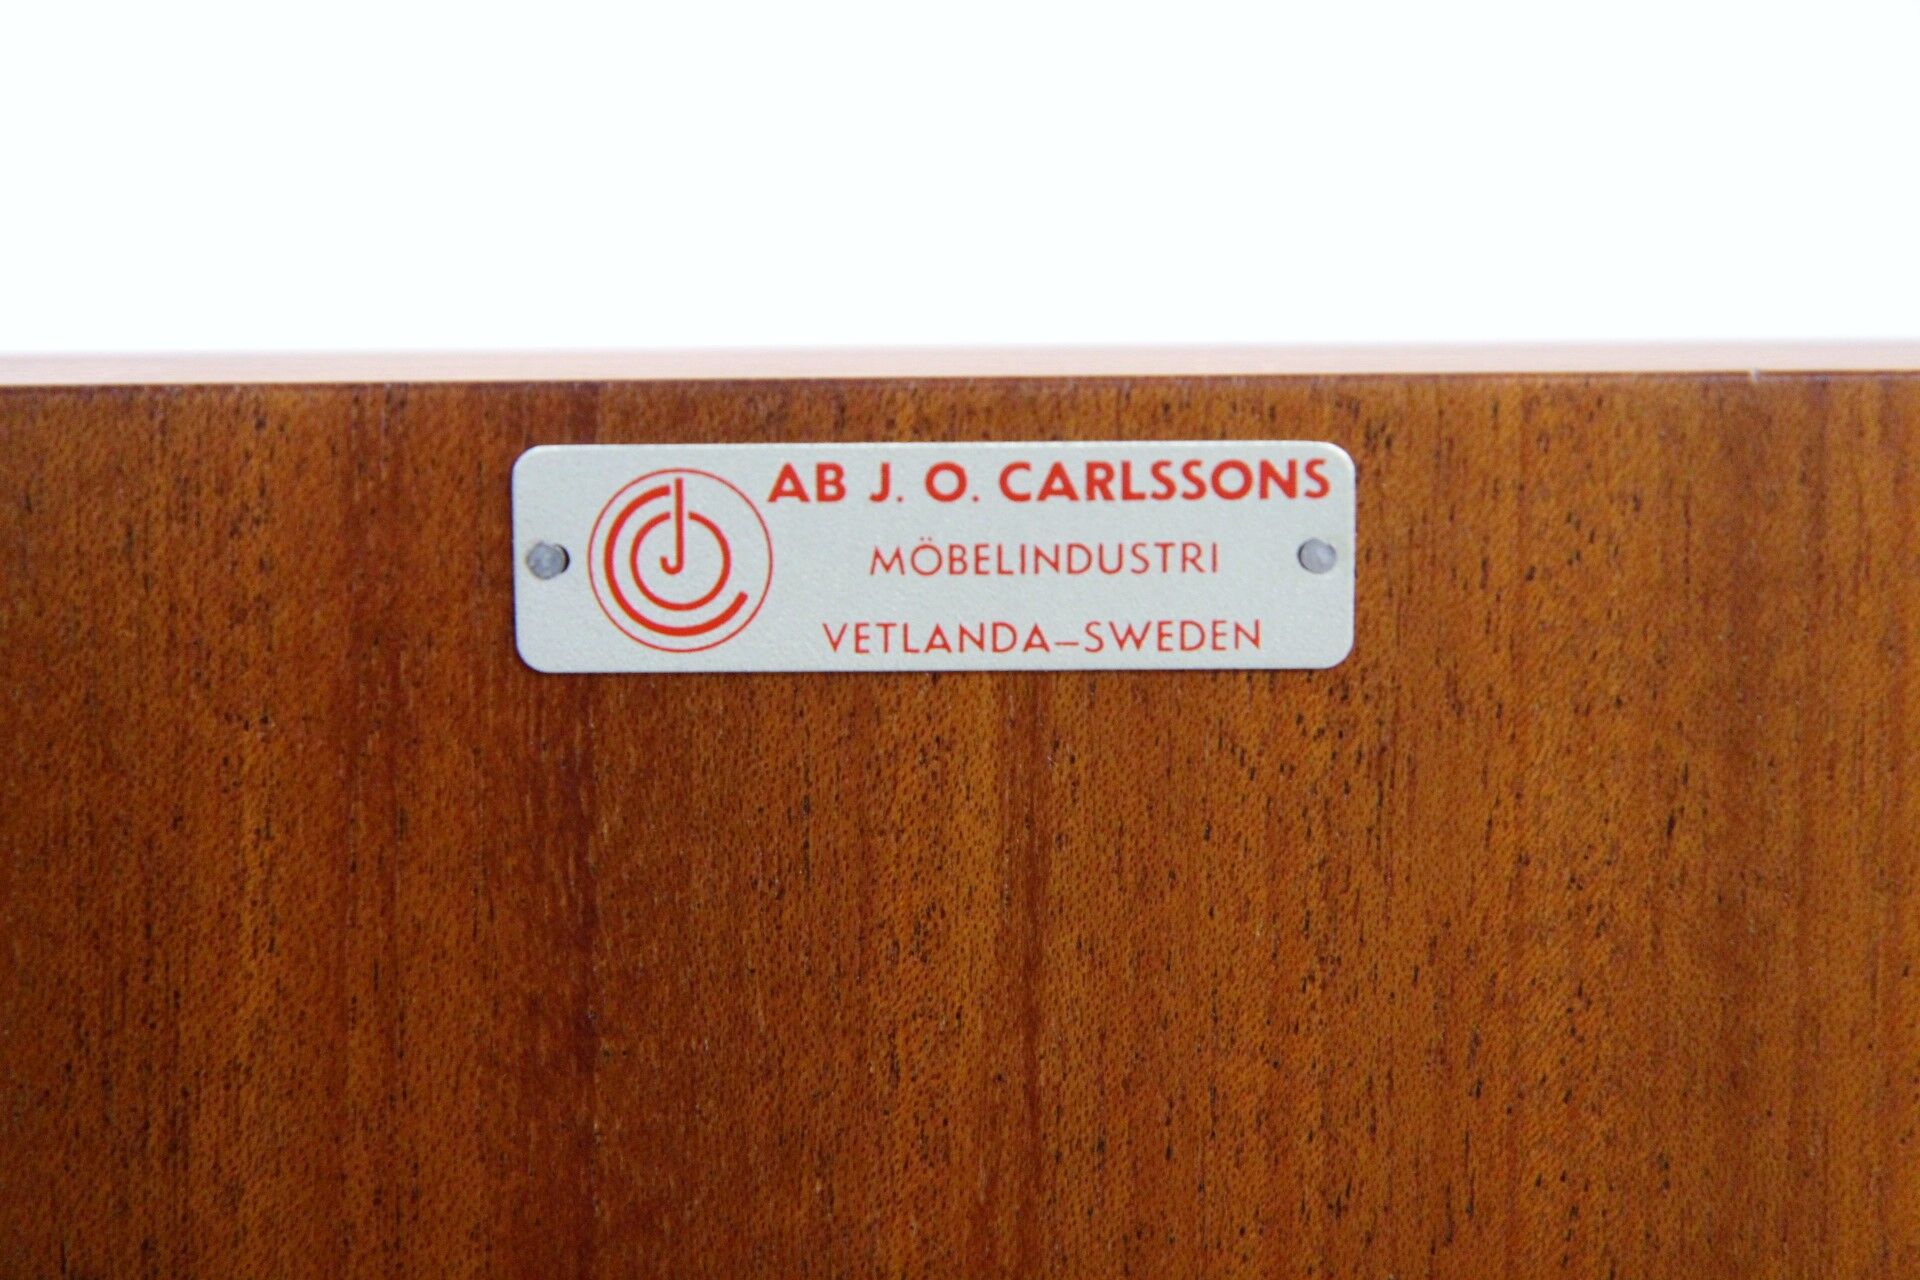 AB J. O. CARLSSONS
MÖBELINDUSTRI
VETLANDA–SWEDEN